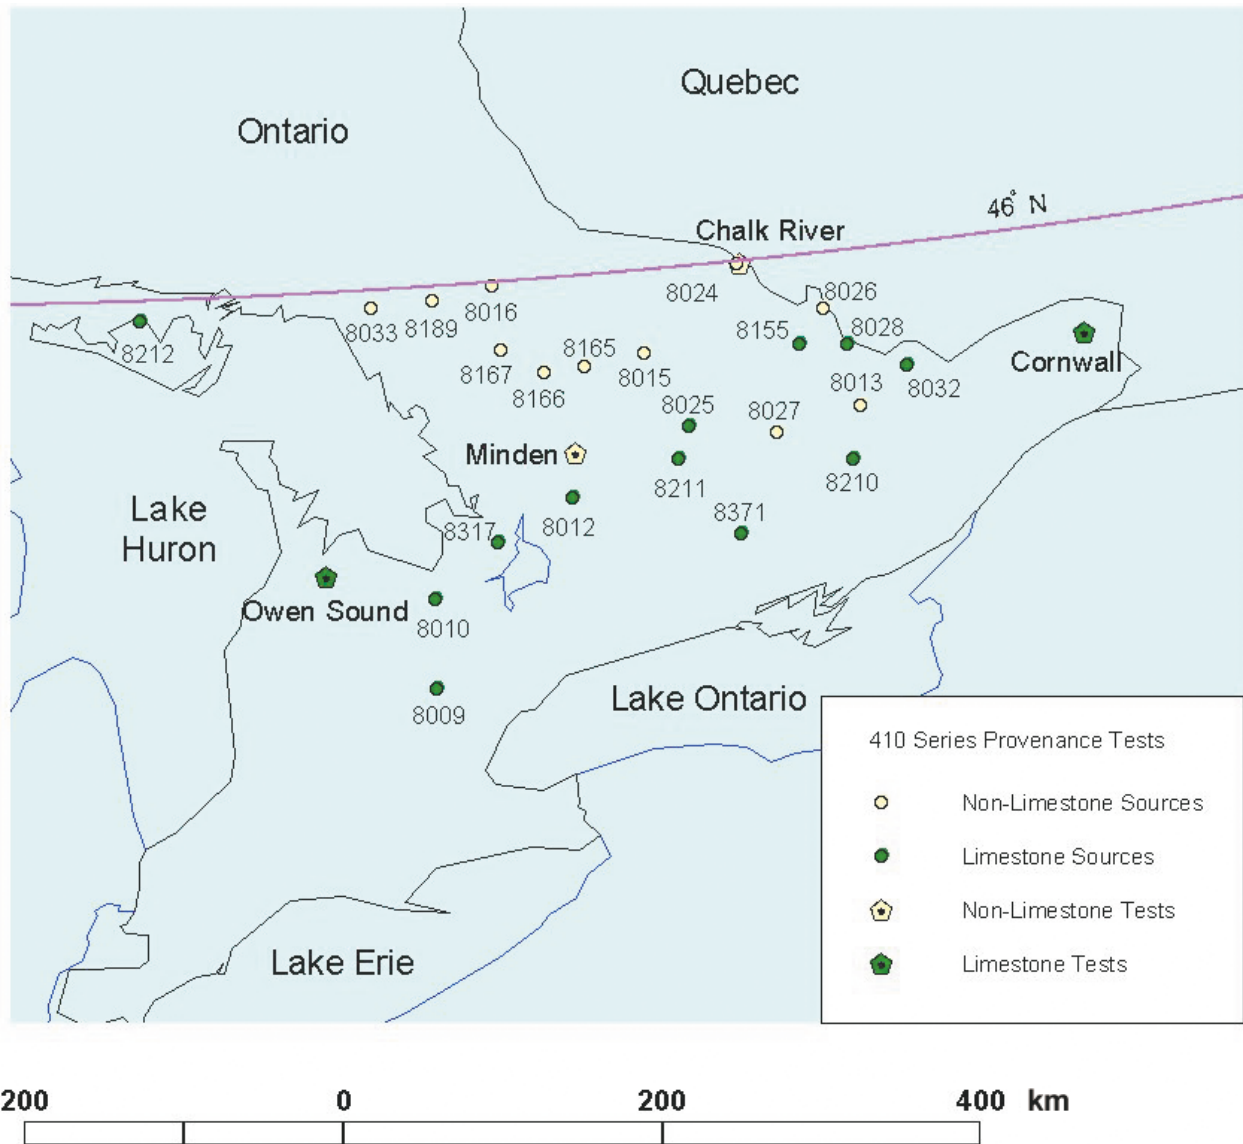 Quebec
Ontario
46° N
Chalk River
8024
8026
8033
8189
8016
8155
8028
8212
8167
8165
8015
Cornwall
8166
8013
8032
8025
8027
Minden
8211
8210
Lake
Huron
8317
8012
8371
Owen Sound
8010
Lake Ontario
8009
410 Series Provenance Tests
Non-Limestone Sources
Limestone Sources
Non-Limestone Tests
Limestone Tests
Lake Erie
200 0 200 400 km